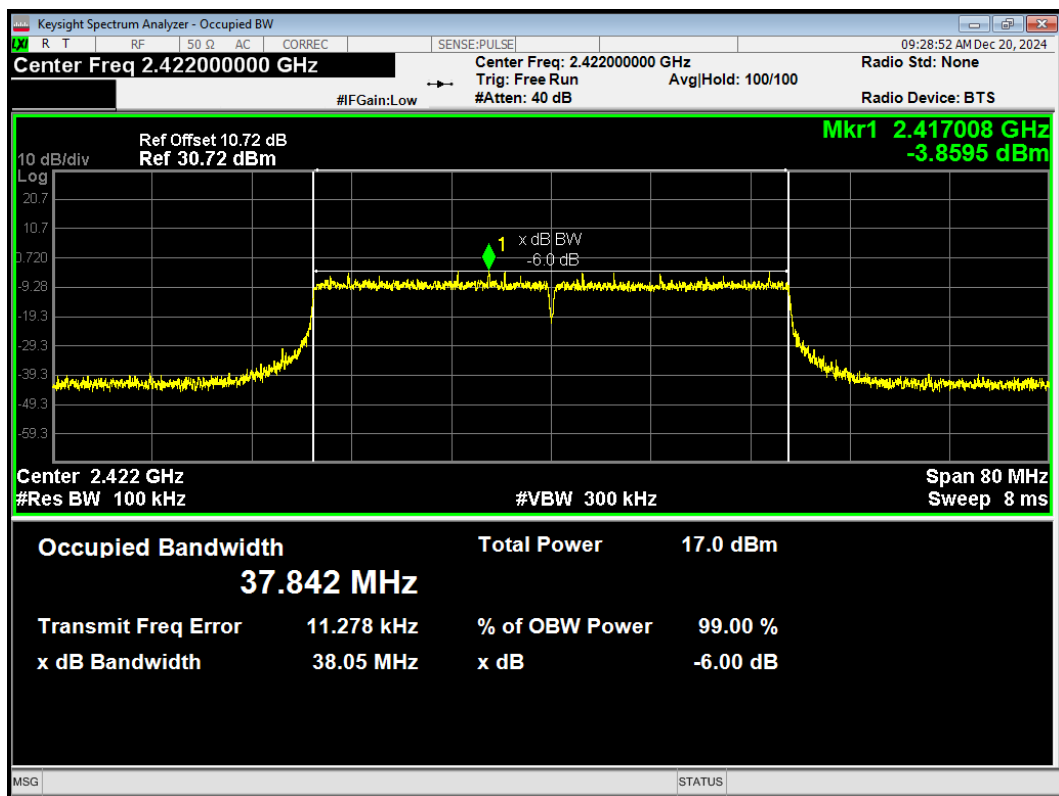 Keysight Spectrum Analyzer - Occupied BW
LXI R T RF 50 Ω AC CORREC SENSE:PULSE 09:28:52 AM Dec 20, 2024
Center Freq 2.422000000 GHz
Center Freq: 2.422000000 GHz
Radio Std: None
Trig: Free Run Avg|Hold: 100/100
#IFGain:Low #Atten: 40 dB Radio Device: BTS
Mkr1 2.417008 GHz
-3.8595 dBm
Ref Offset 10.72 dB
10 dB/div Ref 30.72 dBm
Log
20.7
10.7
1 x dB BW
-6.0 dB
0.720
-9.28
-19.3
-29.3
-39.3
-49.3
-59.3
Center 2.422 GHz Span 80 MHz
#Res BW 100 kHz #VBW 300 kHz Sweep 8 ms
Occupied Bandwidth Total Power 17.0 dBm
37.842 MHz
Transmit Freq Error 11.278 kHz % of OBW Power 99.00 %
x dB Bandwidth 38.05 MHz x dB -6.00 dB
MSG STATUS